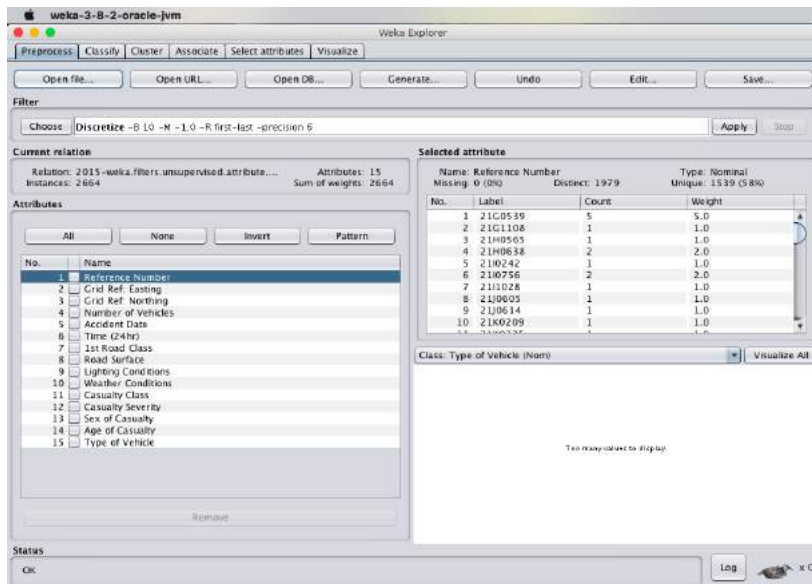 weka-3-8-2-oracle-jvm
Weka Explorer
Preprocess Classify Cluster Associate Select attributes Visualize
Open file... Open URL... Open DB... Generate... Undo Edit... Save...
Filter
Choose Discretize -B 10 -M -1.0 -R first-last -precision 6 Apply Stop
Current relation
Relation: 2015-weka.filters.unsupervised.attribute.... Attributes: 15
Instances: 2664 Sum of weights: 2664
Attributes
All None Invert Pattern
No. Name
1 Reference Number
2 Grid Ref: Easting
3 Grid Ref: Northing
4 Number of Vehicles
5 Accident Date
6 Time (24hr)
7 1st Road Class
8 Road Surface
9 Lighting Conditions
10 Weather Conditions
11 Casualty Class
12 Casualty Severity
13 Sex of Casualty
14 Age of Casualty
15 Type of Vehicle
Remove
Selected attribute
Name: Reference Number Type: Nominal
Missing: 0 (0%) Distinct: 1979 Unique: 1539 (58%)
No. Label Count Weight
1 21G0539 5 5.0
2 21G1108 1 1.0
3 21H0565 1 1.0
4 21H0638 2 2.0
5 21I0242 1 1.0
6 21I0756 2 2.0
7 21I1028 1 1.0
8 21J0605 1 1.0
9 21J0614 1 1.0
10 21K0209 1 1.0
Class: Type of Vehicle (Nom) Visualize All
Too many values to display.
Status
OK
Log x 0